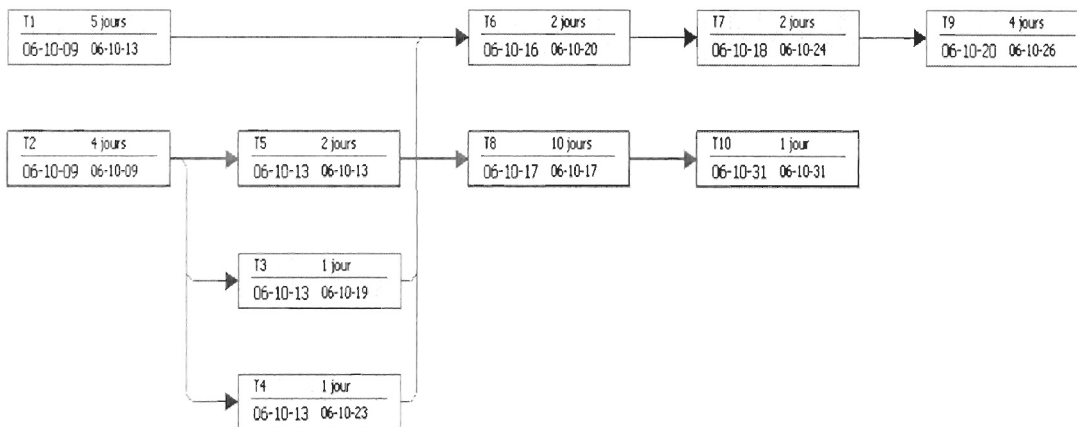 T1 5 jours
06-10-09 06-10-13
T6 2 jours
06-10-16 06-10-20
T7 2 jours
06-10-18 06-10-24
T9 4 jours
06-10-20 06-10-26
T2 4 jours
06-10-09 06-10-09
T5 2 jours
06-10-13 06-10-13
T8 10 jours
06-10-17 06-10-17
T10 1 jour
06-10-31 06-10-31
T3 1 jour
06-10-13 06-10-19
T4 1 jour
06-10-13 06-10-23